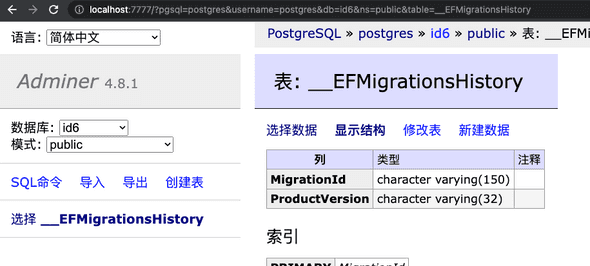 localhost:7777/?pgsql=postgres&username=postgres&db=id6&ns=public&table=__EFMigrationsHistory
语言: 简体中文
PostgreSQL » postgres » id6 » public » 表: __EFMi
Adminer 4.8.1
表: __EFMigrationsHistory
数据库: id6
模式: public
选择数据 显示结构 修改表 新建数据
SQL命令 导入 导出 创建表
列 类型 注释
MigrationId character varying(150)
ProductVersion character varying(32)
选择 __EFMigrationsHistory
索引
PRIMARY MigrationId